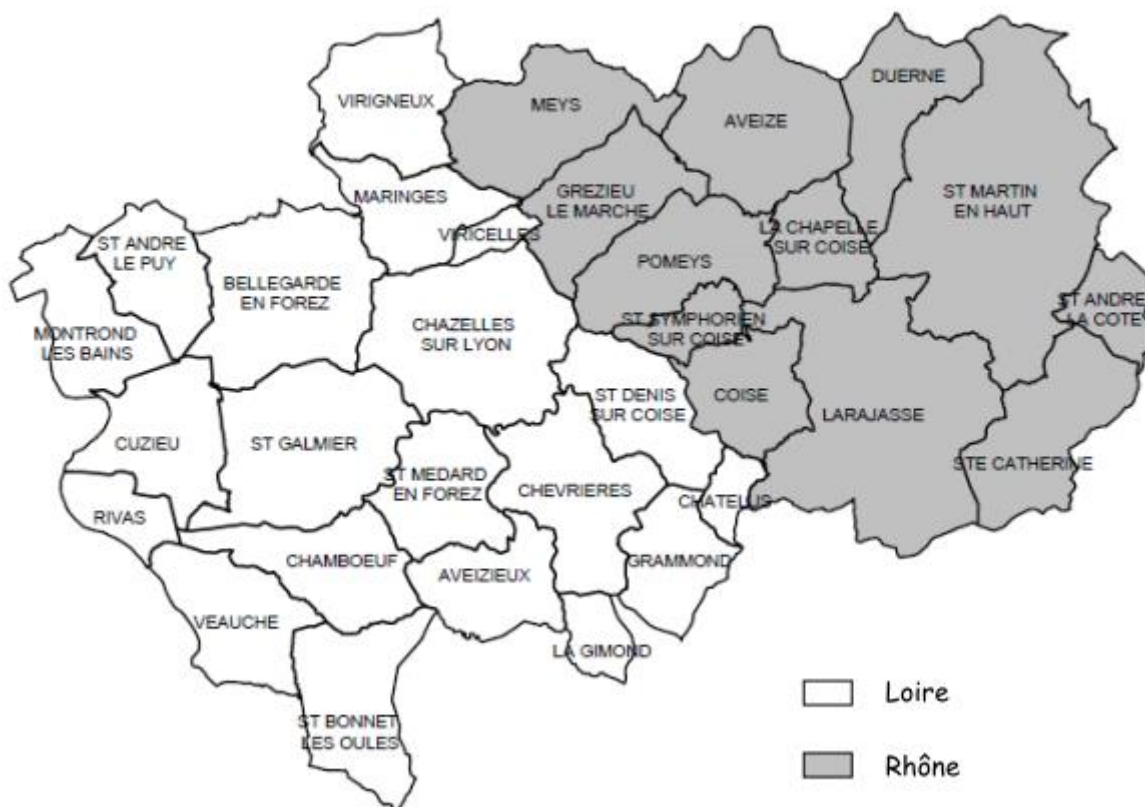 DUERNE
VIRIGNEUX
MEYS
AVEIZE
MARINGES
GREZIEU
LE MARCHE
ST MARTIN
EN HAUT
VIRICELLES
LA CHAPELLE
SUR COISE
ST ANDRE
LE PUY
BELLEGARDE
EN FOREZ
POMEYS
MONTROND
LES BAINS
CHAZELLES
SUR LYON
ST SYMPHORIEN
SUR COISE
ST ANDRE
LA COTE
CUZIEU
ST GALMIER
ST DENIS
SUR COISE
COISE
LARAJASSE
ST MEDARD
EN FOREZ
CHEVRIERES
STE CATHERINE
RIVAS
CHATELUS
CHAMBOEUF
AVEIZIEUX
GRAMMOND
VEAUCHE
LA GIMOND
ST BONNET
LES OULES
Loire
Rhône